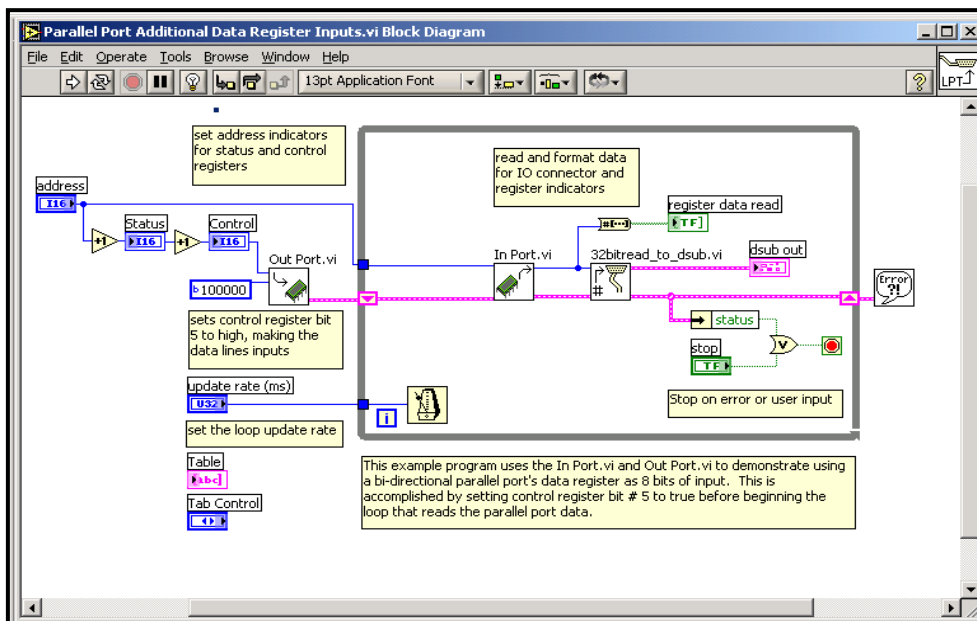 Parallel Port Additional Data Register Inputs.vi Block Diagram
File Edit Operate Tools Browse Window Help
13pt Application Font
?
LPT
set address indicators
for status and control
registers
read and format data
for IO connector and
register indicators
address
I16
Status
Control
+1
I16
+1
I16
register data read
#[...]
TF]
Out Port.vi
In Port.vi
32bitread_to_dsub.vi
dsub out
b 100000
#
Error
?!
sets control register bit
5 to high, making the
data lines inputs
status
stop
V
TF
update rate (ms)
U32
i
Stop on error or user input
set the loop update rate
Table
abc]
Tab Control
This example program uses the In Port.vi and Out Port.vi to demonstrate using
a bi-directional parallel port's data register as 8 bits of input. This is
accomplished by setting control register bit # 5 to true before beginning the
loop that reads the parallel port data.